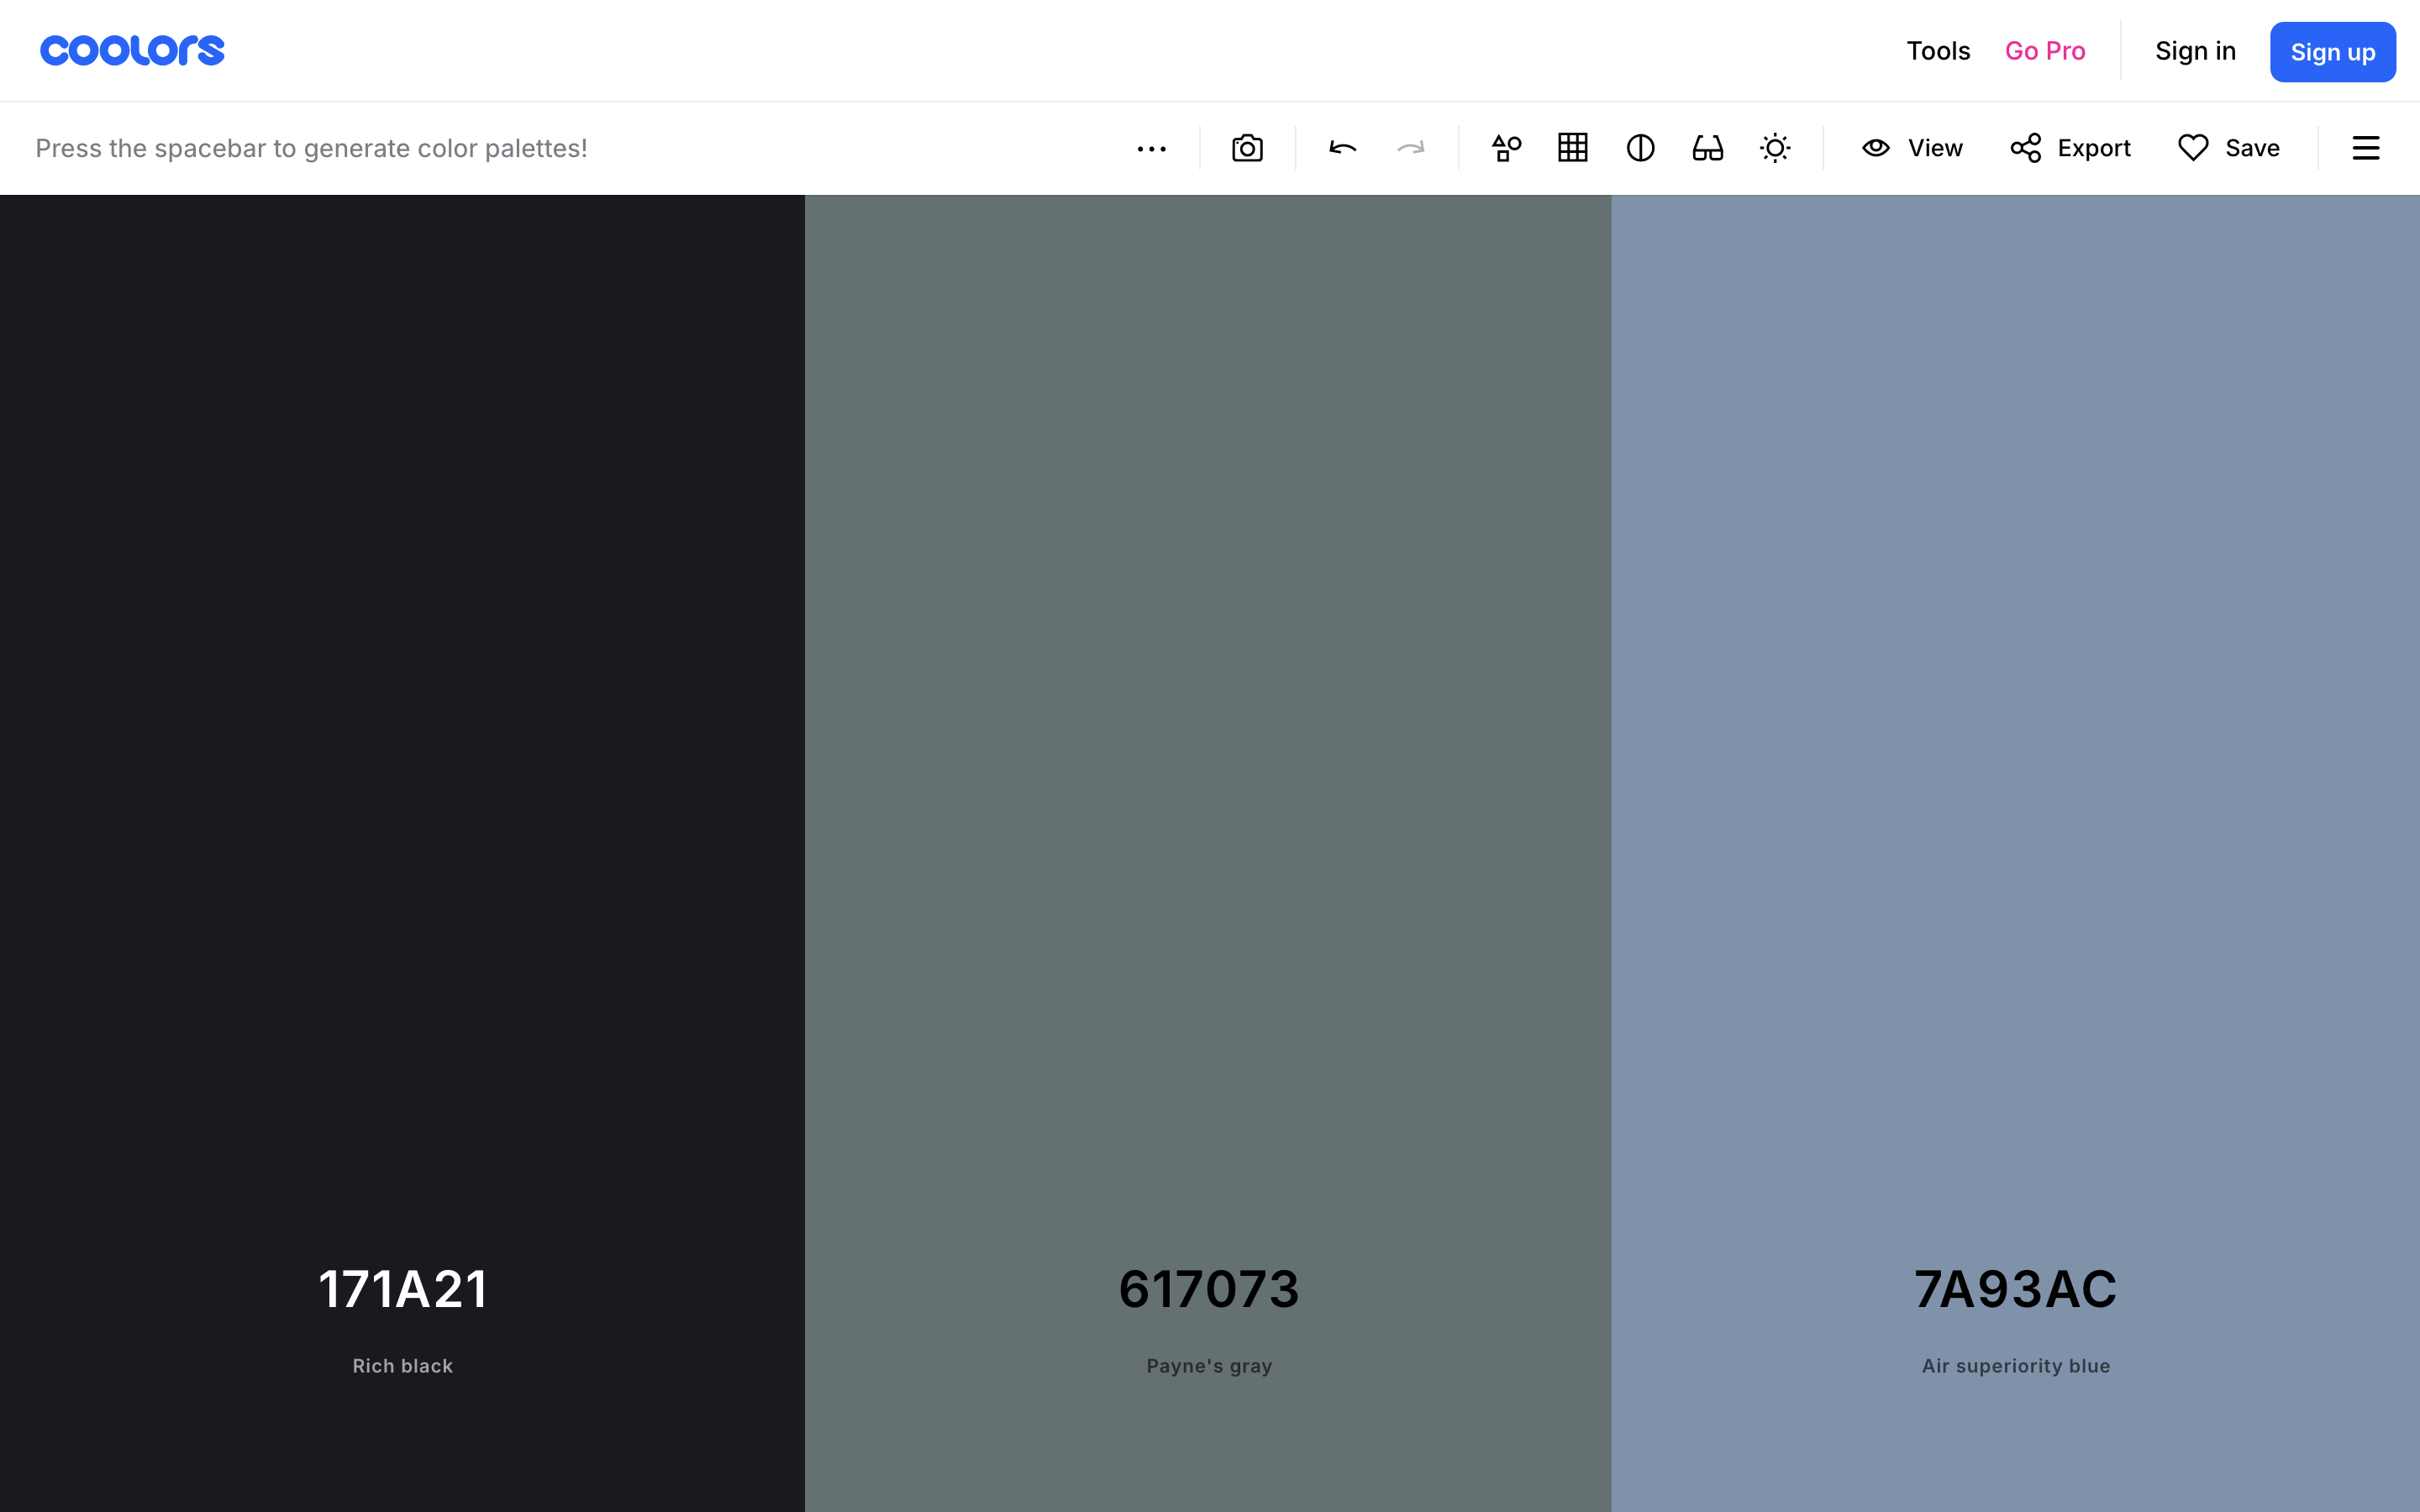 coolors
Tools Go Pro Sign in Sign up
Press the spacebar to generate color palettes!
View Export Save
171A21 617073 7A93AC
Rich black Payne's gray Air superiority blue